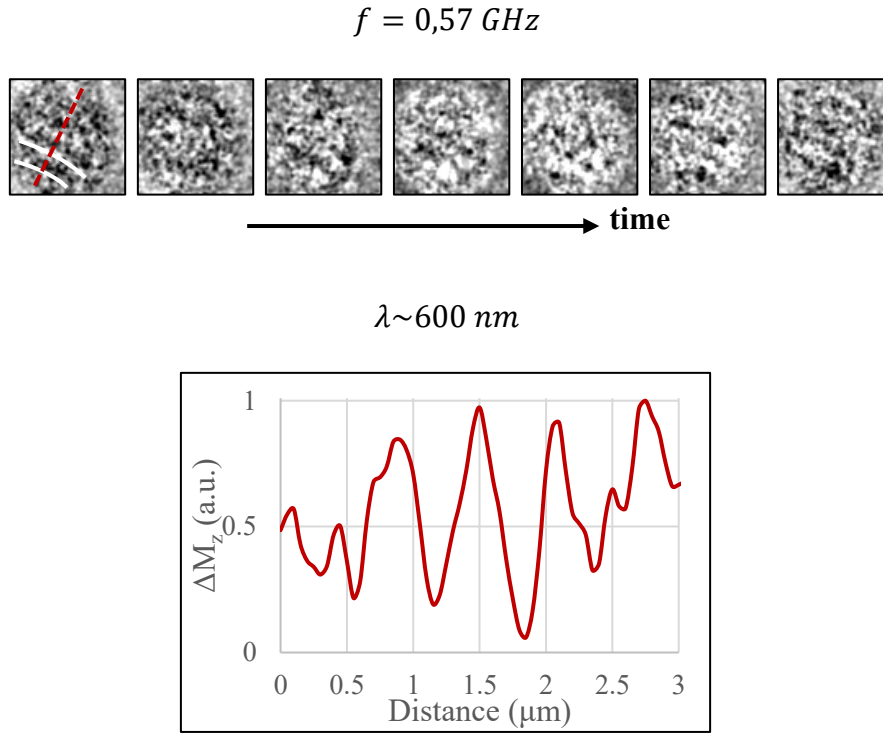 f = 0,57 GHz
time
λ~600 nm
1
0.5
0
ΔM_z (a.u.)
0 0.5 1 1.5 2 2.5 3
Distance (μm)